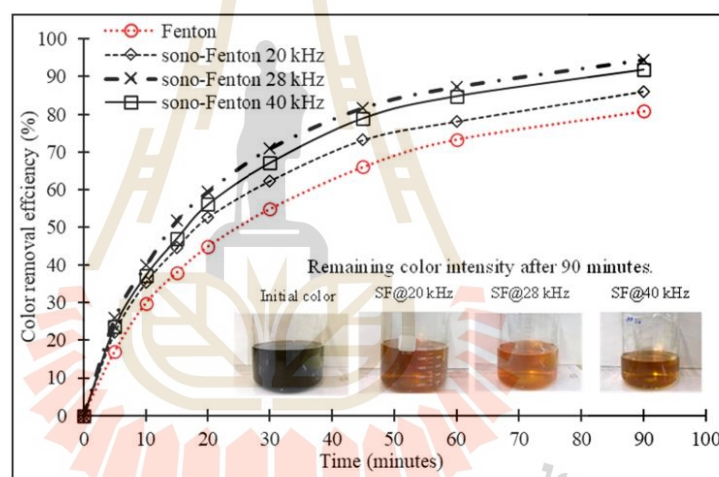 Fenton
sono-Fenton 20 kHz
sono-Fenton 28 kHz
sono-Fenton 40 kHz
Color removal effciency (%)
100
90
80
70
60
50
40
30
20
10
0
Remaining color intensity after 90 minutes.
Initial color SF@20 kHz SF@28 kHz SF@40 kHz
0 10 20 30 40 50 60 70 80 90 100
Time (minutes)